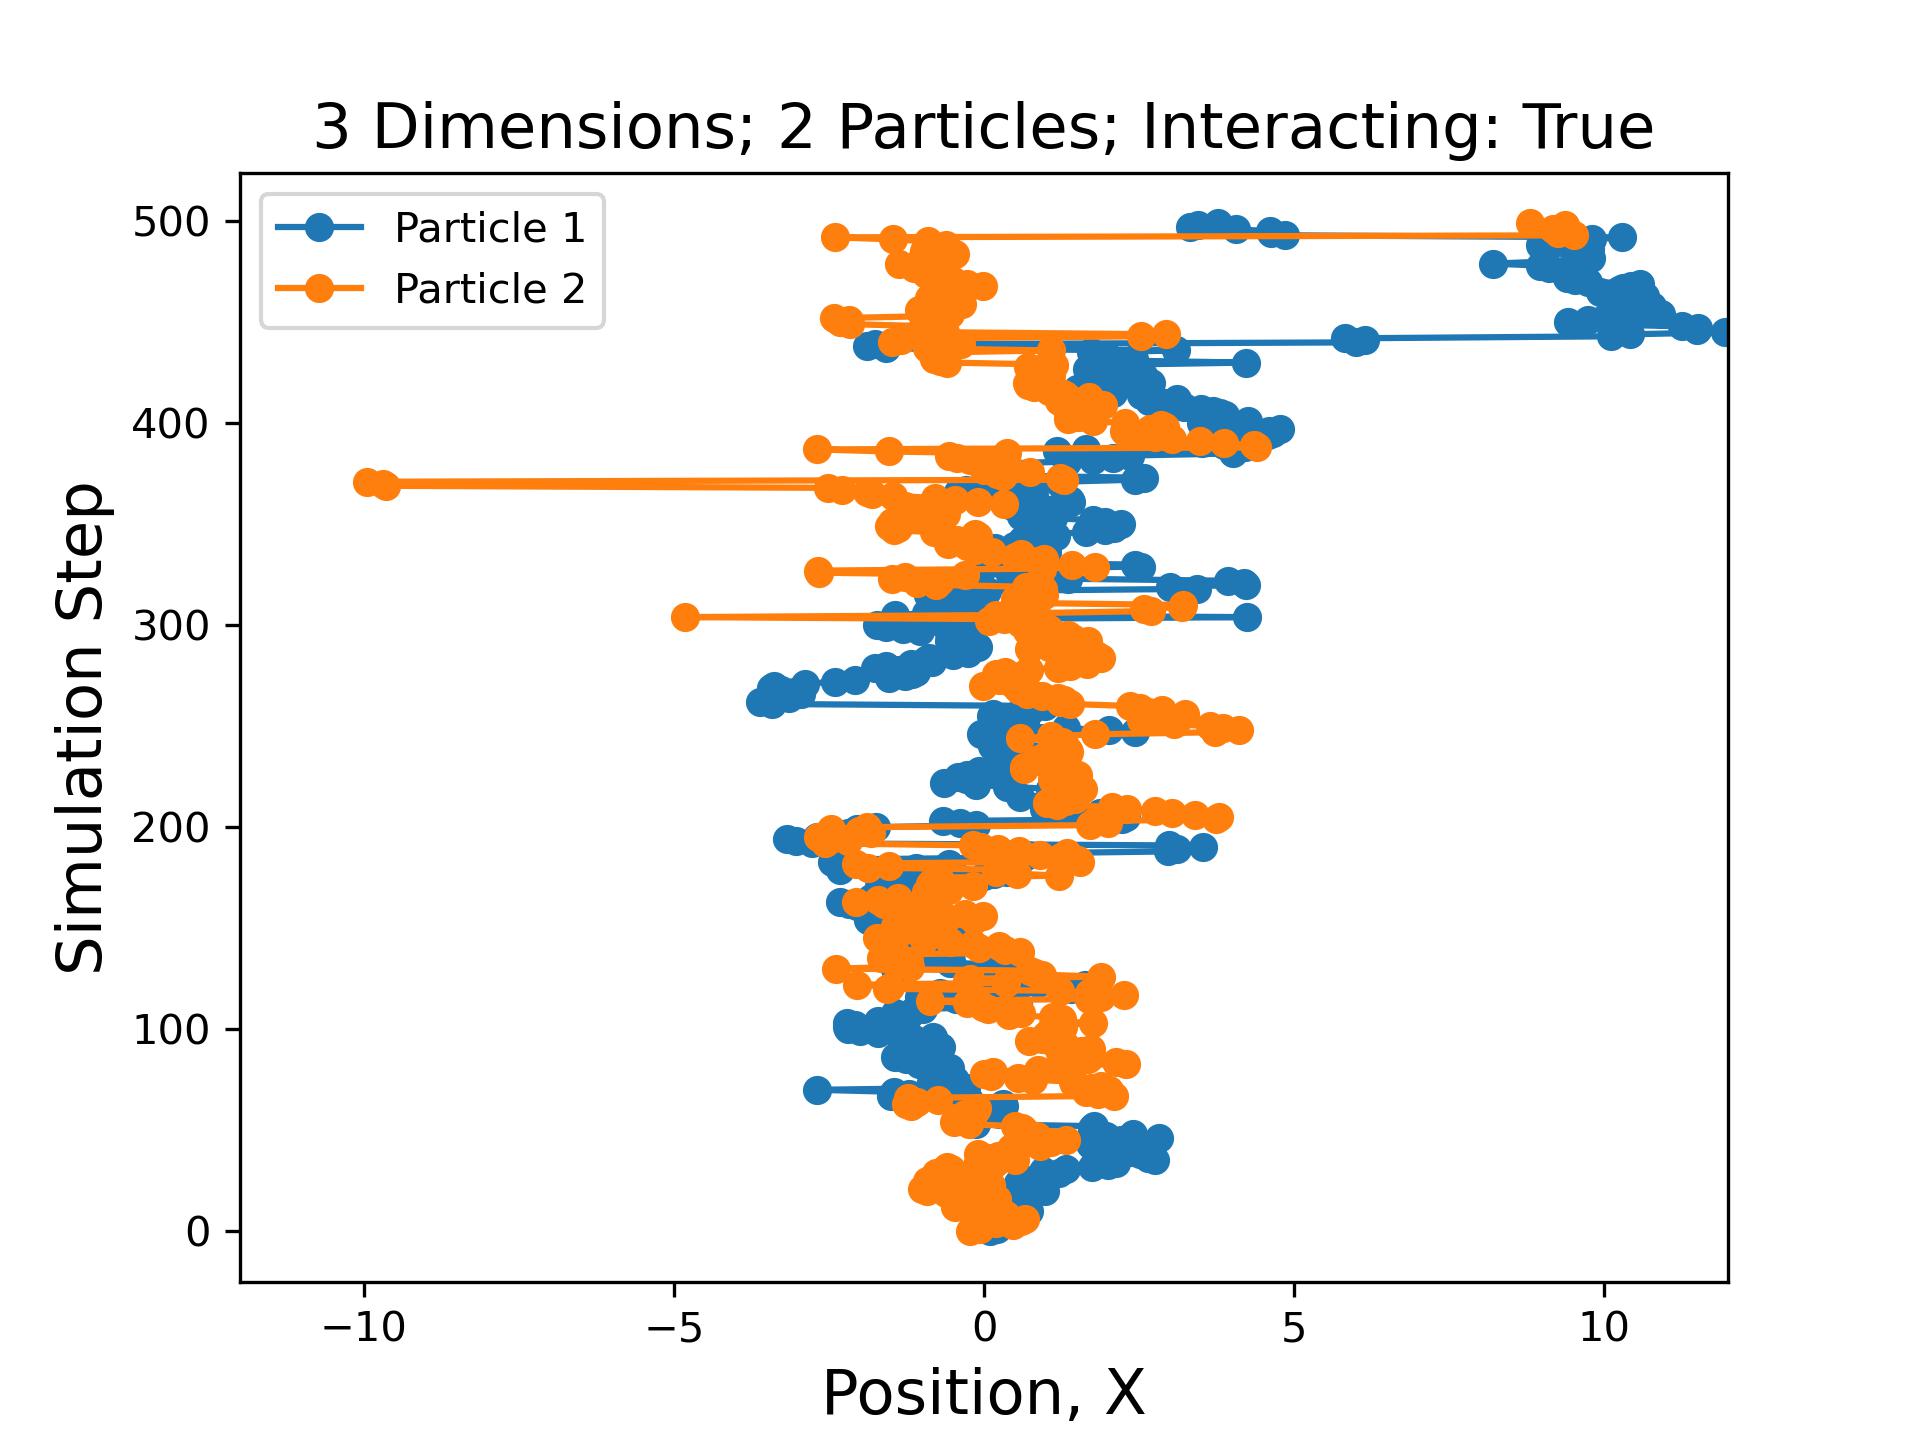 3 Dimensions; 2 Particles; Interacting: True
Particle 1
Particle 2
500
400
300
200
100
0
Simulation Step
−10
−5
0
5
10
Position, X